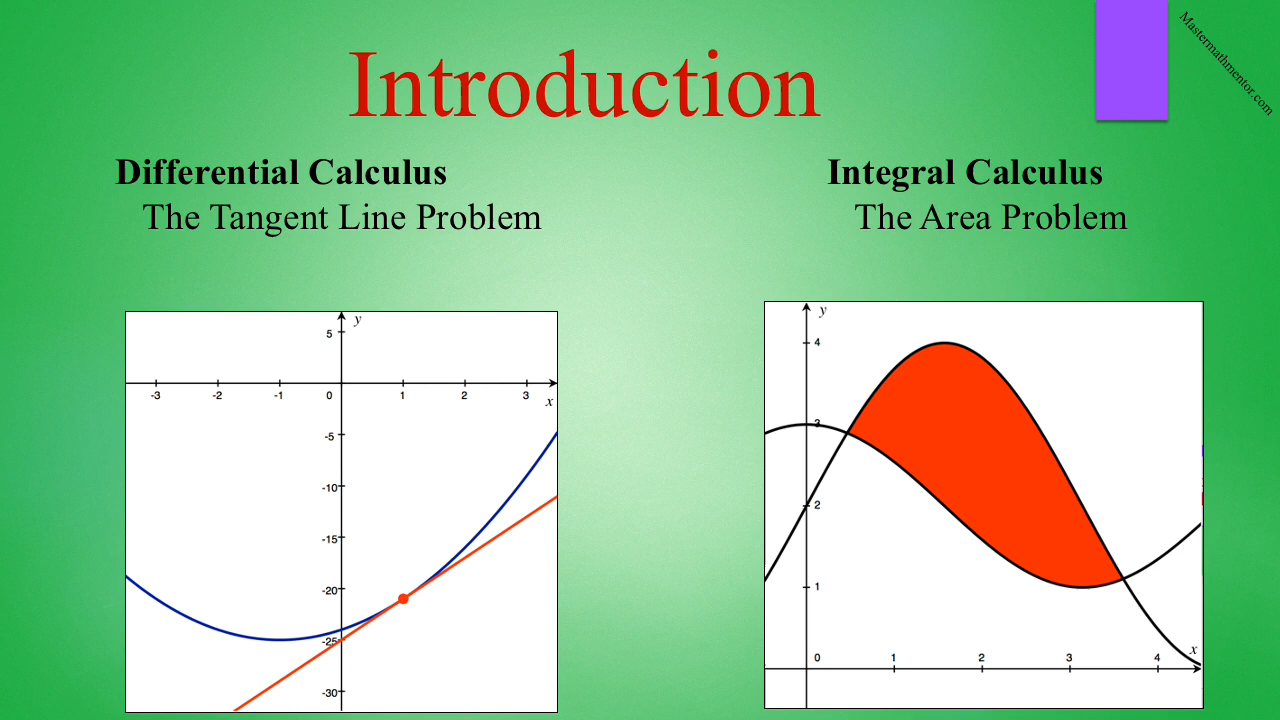 Introduction
Mastermathmentor.com
Differential Calculus
The Tangent Line Problem
Integral Calculus
The Area Problem
y
5
-3 -2 -1 0 1 2 3
x
-5
-10
-15
-20
-25
-30
y
4
3
2
1
0 1 2 3 4
x